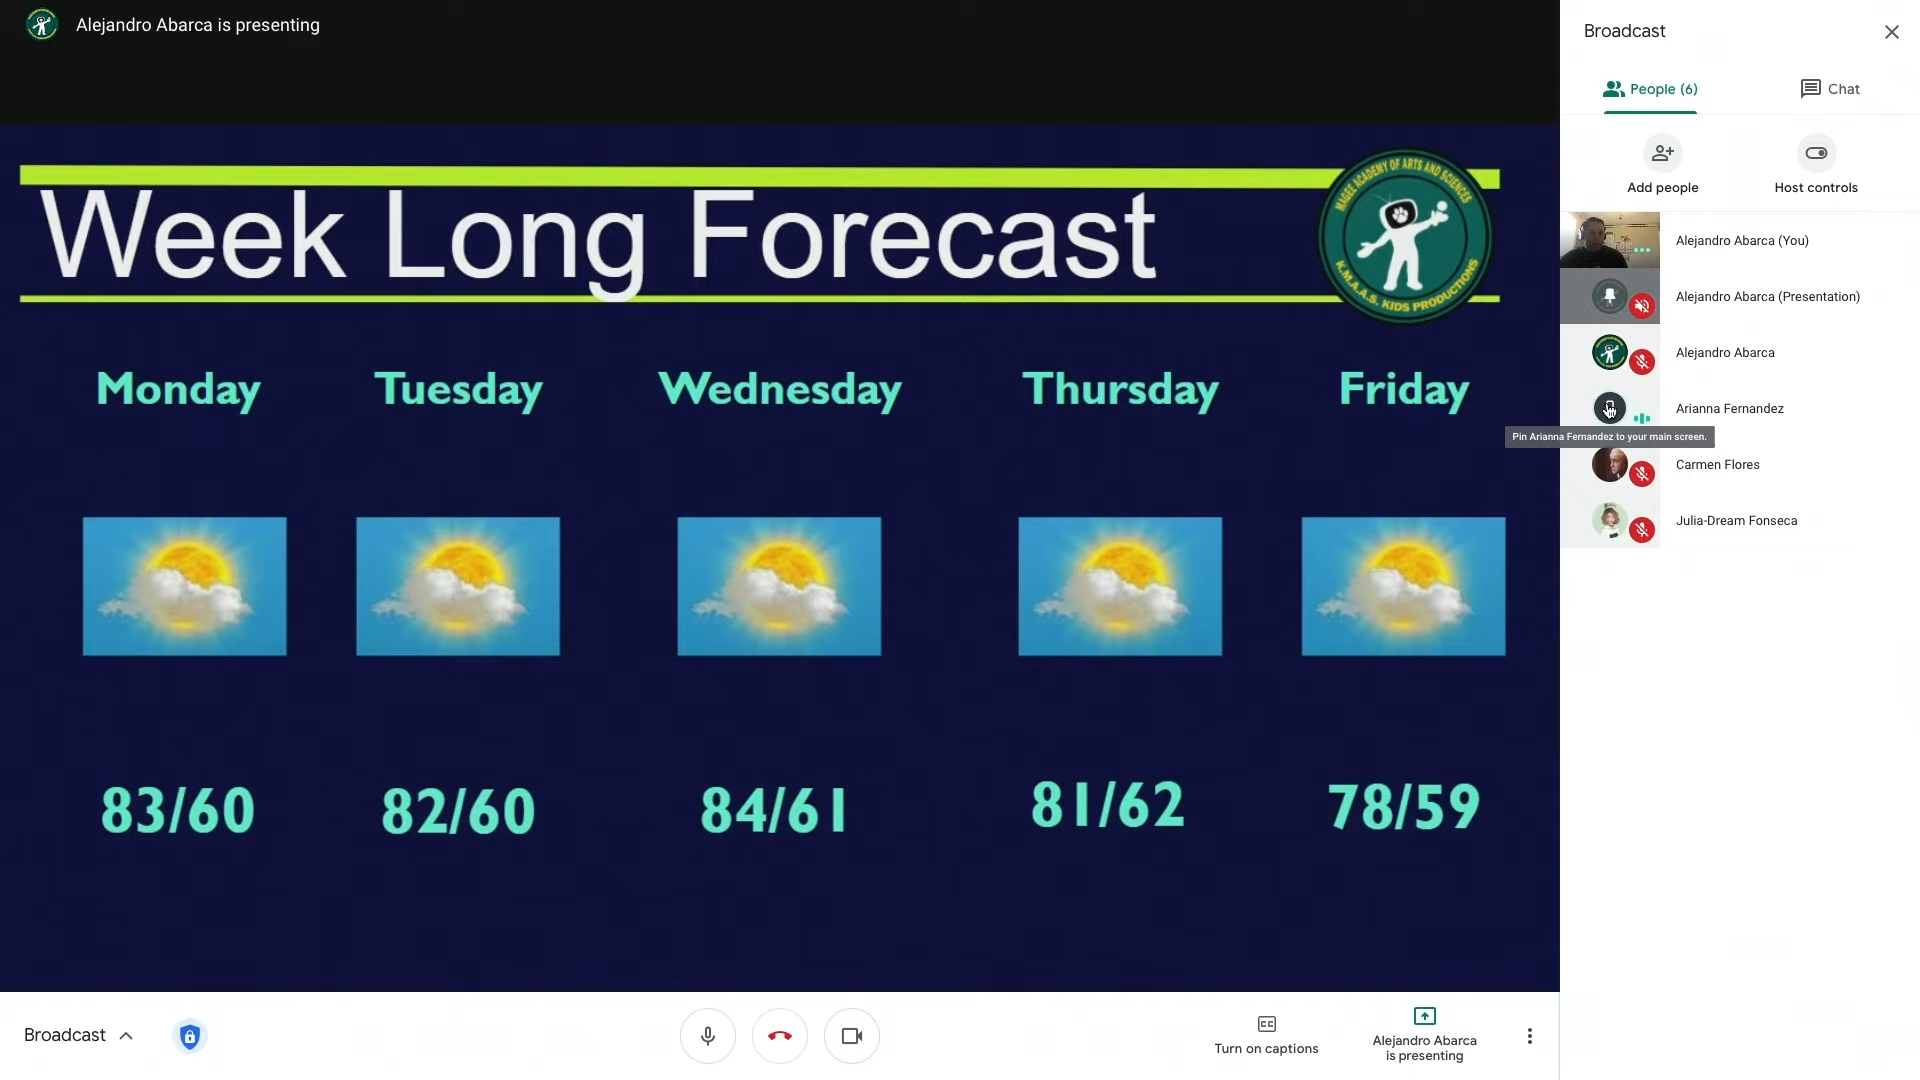 Alejandro Abarca is presenting
Week Long Forecast
MAGEE ACADEMY OF ARTS AND SCIENCES
K.M.A.A.S. KIDS PRODUCTIONS
Monday Tuesday Wednesday Thursday Friday
83/60 82/60 84/61 81/62 78/59
Broadcast
People (6) Chat
Add people Host controls
Alejandro Abarca (You)
Alejandro Abarca (Presentation)
Alejandro Abarca
Arianna Fernandez
Pin Arianna Fernandez to your main screen.
Carmen Flores
Julia-Dream Fonseca
Broadcast
CC
Turn on captions
Alejandro Abarca
is presenting